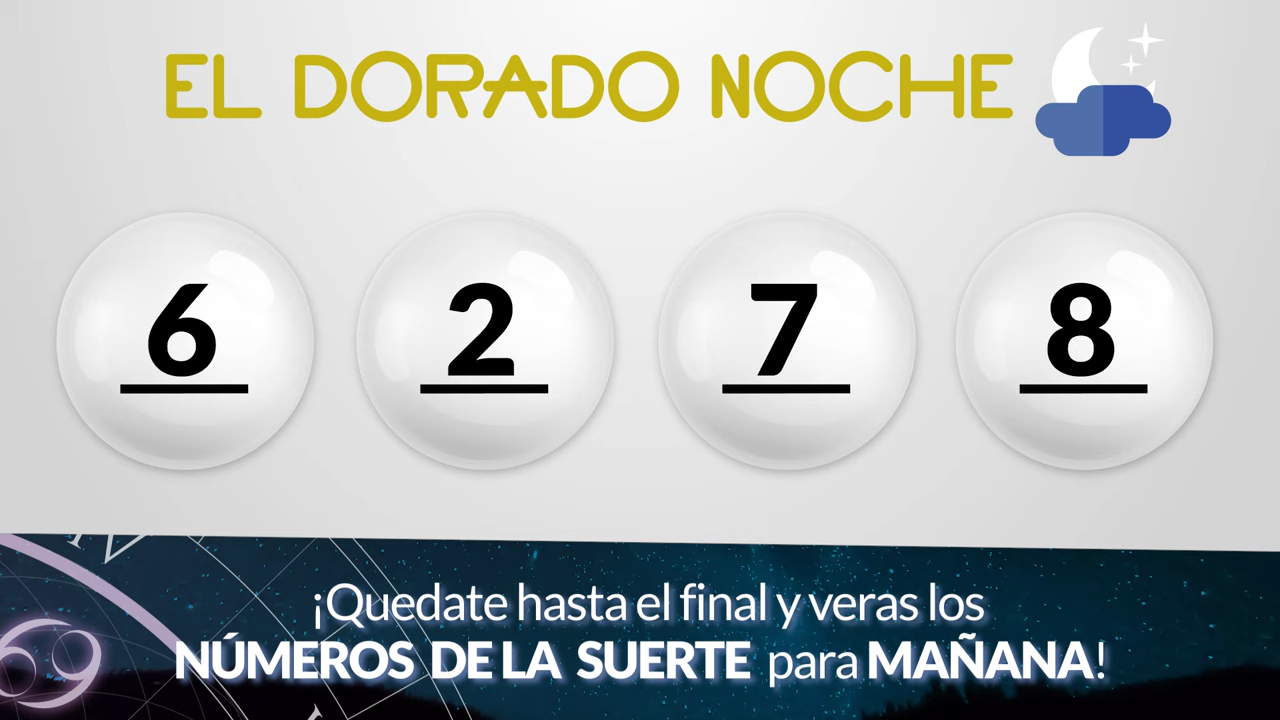 EL DORADO NOCHE
6 2 7 8
¡Quedate hasta el final y veras los
NÚMEROS DE LA SUERTE para MAÑANA!